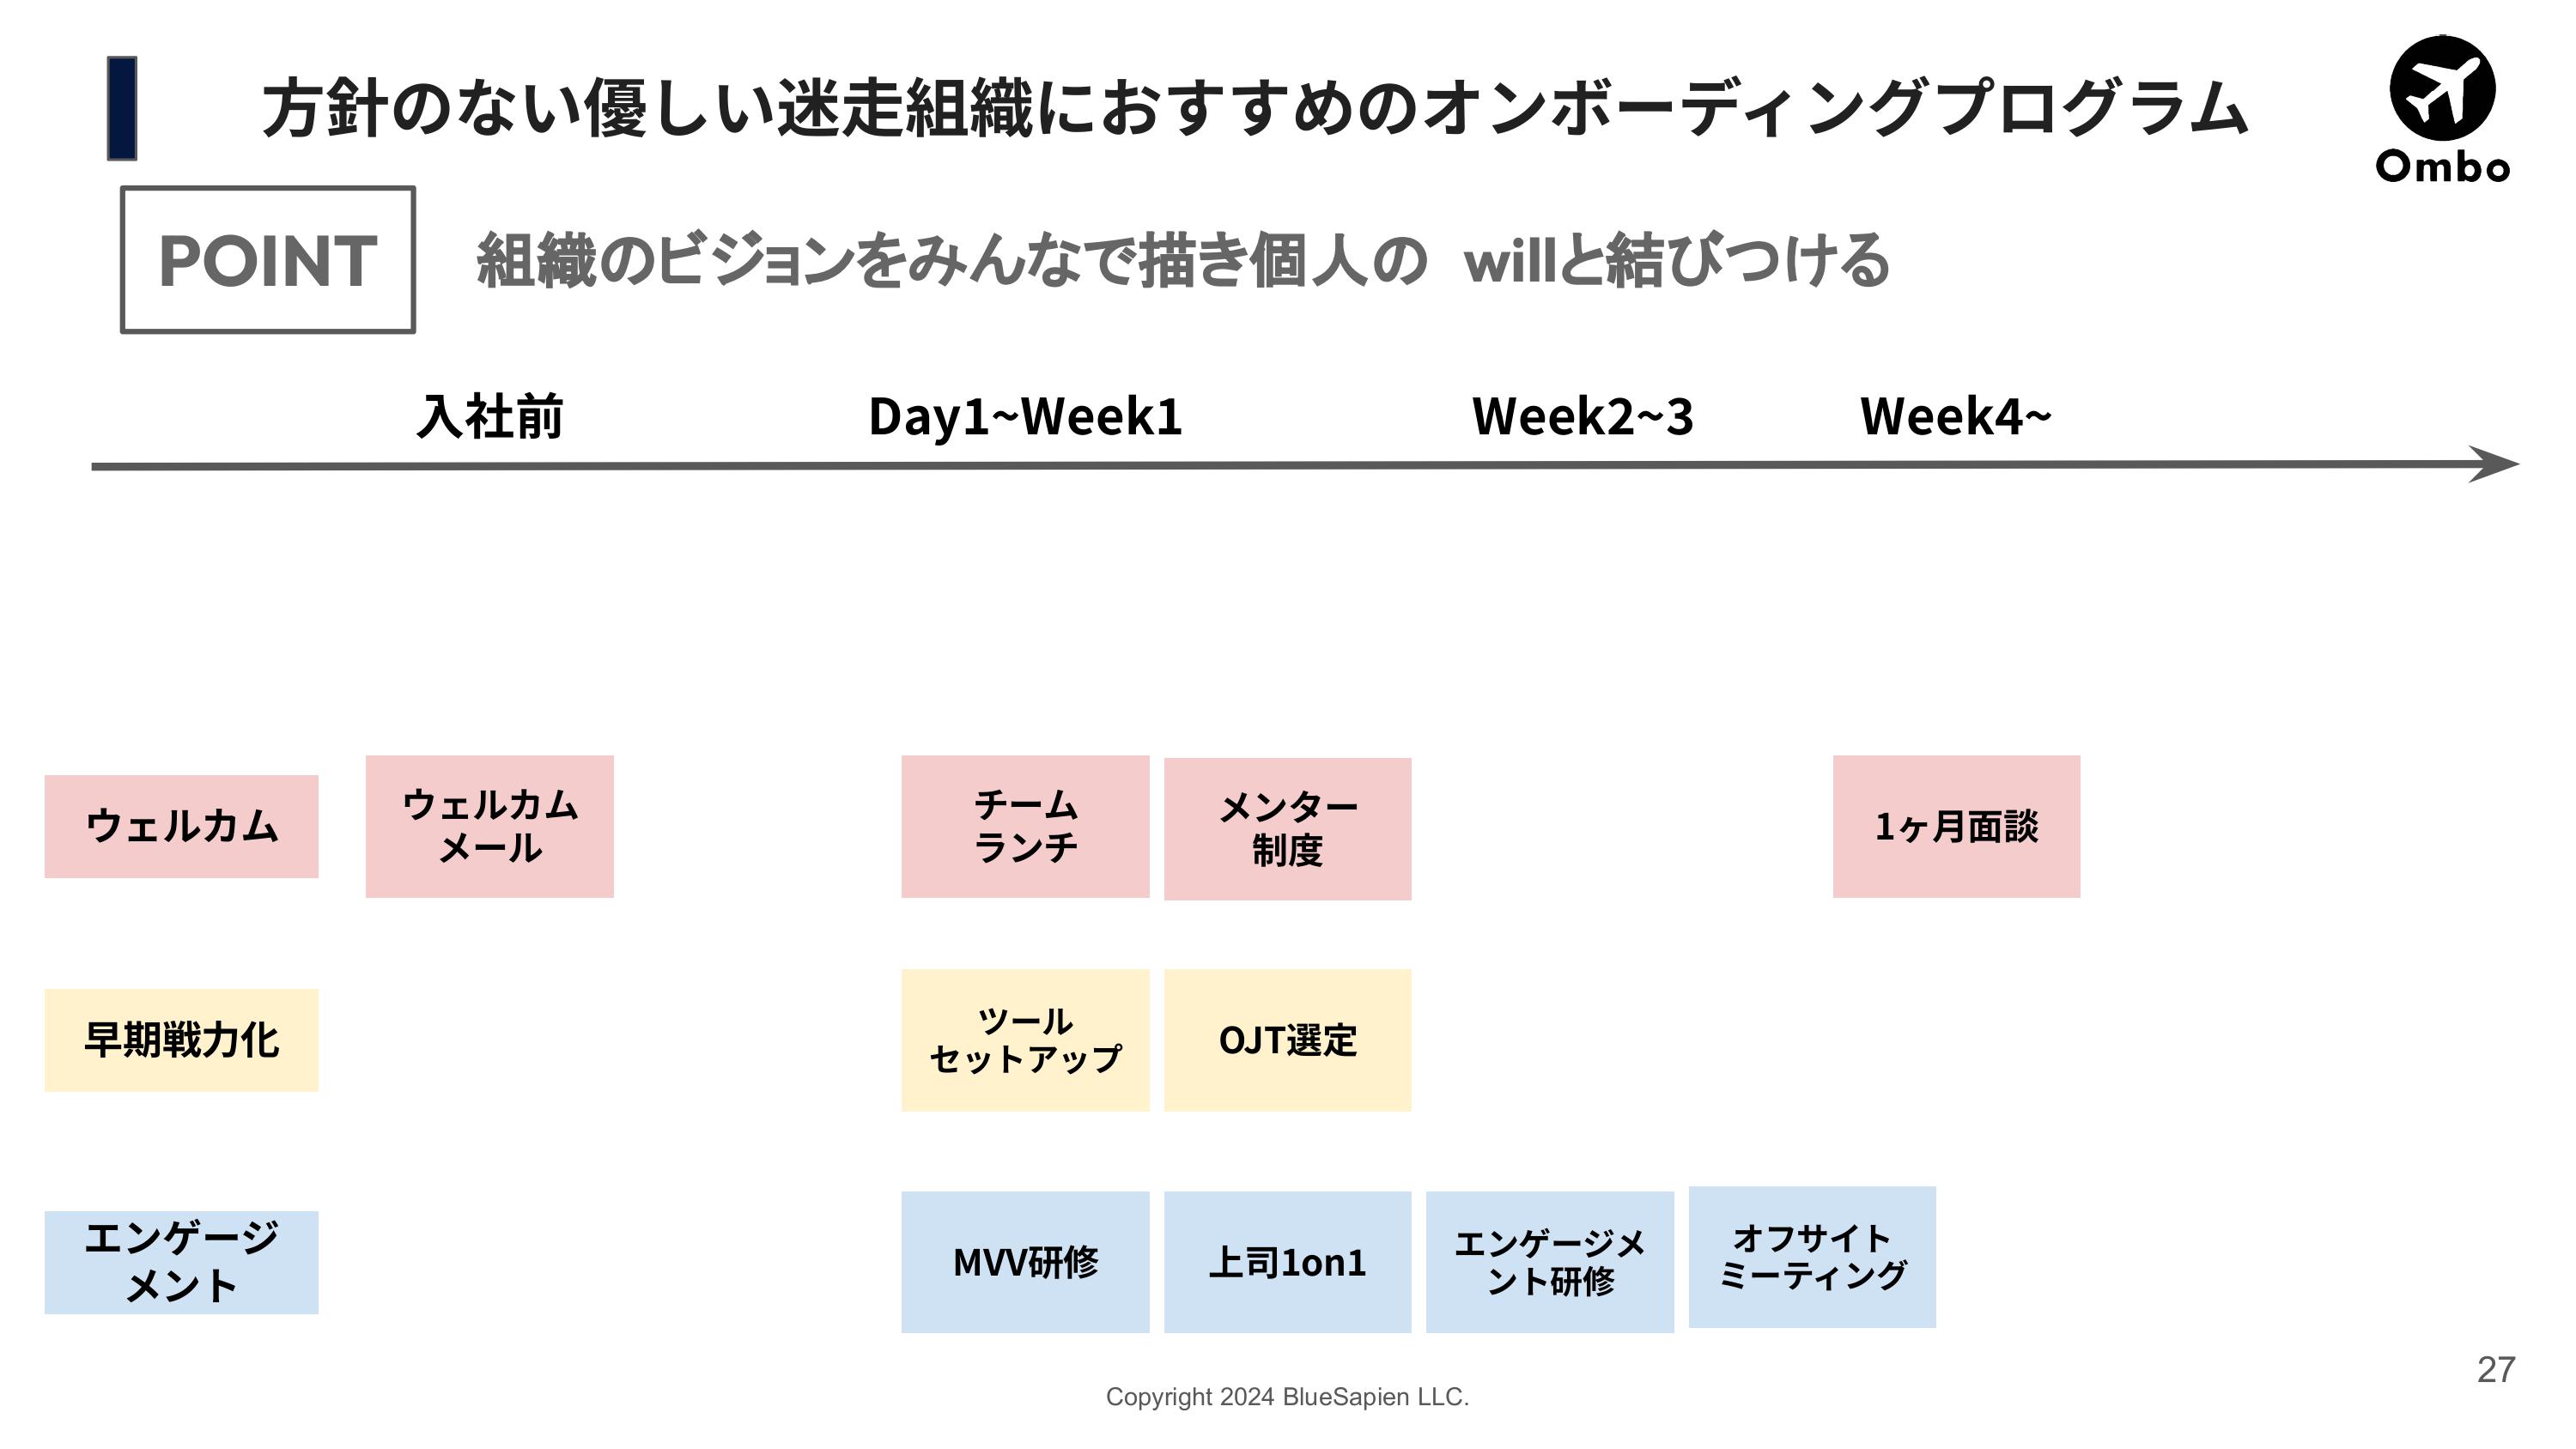 方針のない優しい迷走組織におすすめのオンボーディングプログラム
Ombo
POINT
組織のビジョンをみんなで描き個人の willと結びつける
入社前
Day1~Week1
Week2~3
Week4~
ウェルカム
ウェルカム
メール
チーム
ランチ
メンター
制度
1ヶ月面談
早期戦力化
ツール
セットアップ
OJT選定
エンゲージ
メント
MVV研修
上司1on1
エンゲージメ
ント研修
オフサイト
ミーティング
27
Copyright 2024 BlueSapien LLC.